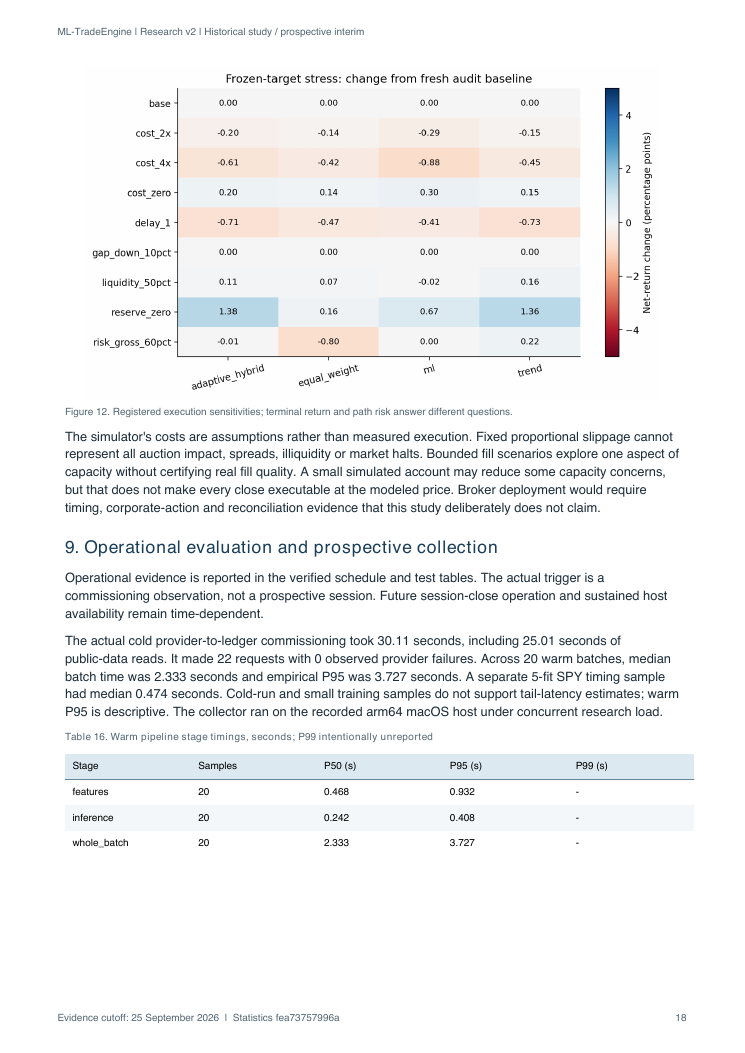 ML-TradeEngine | Research v2 | Historical study / prospective interim
Frozen-target stress: change from fresh audit baseline
base 0.00 0.00 0.00 0.00
cost_2x -0.20 -0.14 -0.29 -0.15
cost_4x -0.61 -0.42 -0.88 -0.45
cost_zero 0.20 0.14 0.30 0.15
delay_1 -0.71 -0.47 -0.41 -0.73
gap_down_10pct 0.00 0.00 0.00 0.00
liquidity_50pct 0.11 0.07 -0.02 0.16
reserve_zero 1.38 0.16 0.67 1.36
risk_gross_60pct -0.01 -0.80 0.00 0.22
adaptive_hybrid equal_weight ml trend
4
2
0
−2
−4
Net-return change (percentage points)
Figure 12. Registered execution sensitivities; terminal return and path risk answer different questions.
The simulator's costs are assumptions rather than measured execution. Fixed proportional slippage cannot
represent all auction impact, spreads, illiquidity or market halts. Bounded fill scenarios explore one aspect of
capacity without certifying real fill quality. A small simulated account may reduce some capacity concerns,
but that does not make every close executable at the modeled price. Broker deployment would require
timing, corporate-action and reconciliation evidence that this study deliberately does not claim.
9. Operational evaluation and prospective collection
Operational evidence is reported in the verified schedule and test tables. The actual trigger is a
commissioning observation, not a prospective session. Future session-close operation and sustained host
availability remain time-dependent.
The actual cold provider-to-ledger commissioning took 30.11 seconds, including 25.01 seconds of
public-data reads. It made 22 requests with 0 observed provider failures. Across 20 warm batches, median
batch time was 2.333 seconds and empirical P95 was 3.727 seconds. A separate 5-fit SPY timing sample
had median 0.474 seconds. Cold-run and small training samples do not support tail-latency estimates; warm
P95 is descriptive. The collector ran on the recorded arm64 macOS host under concurrent research load.
Table 16. Warm pipeline stage timings, seconds; P99 intentionally unreported
Stage Samples P50 (s) P95 (s) P99 (s)
features 20 0.468 0.932 -
inference 20 0.242 0.408 -
whole_batch 20 2.333 3.727 -
Evidence cutoff: 25 September 2026 | Statistics fea73757996a 18